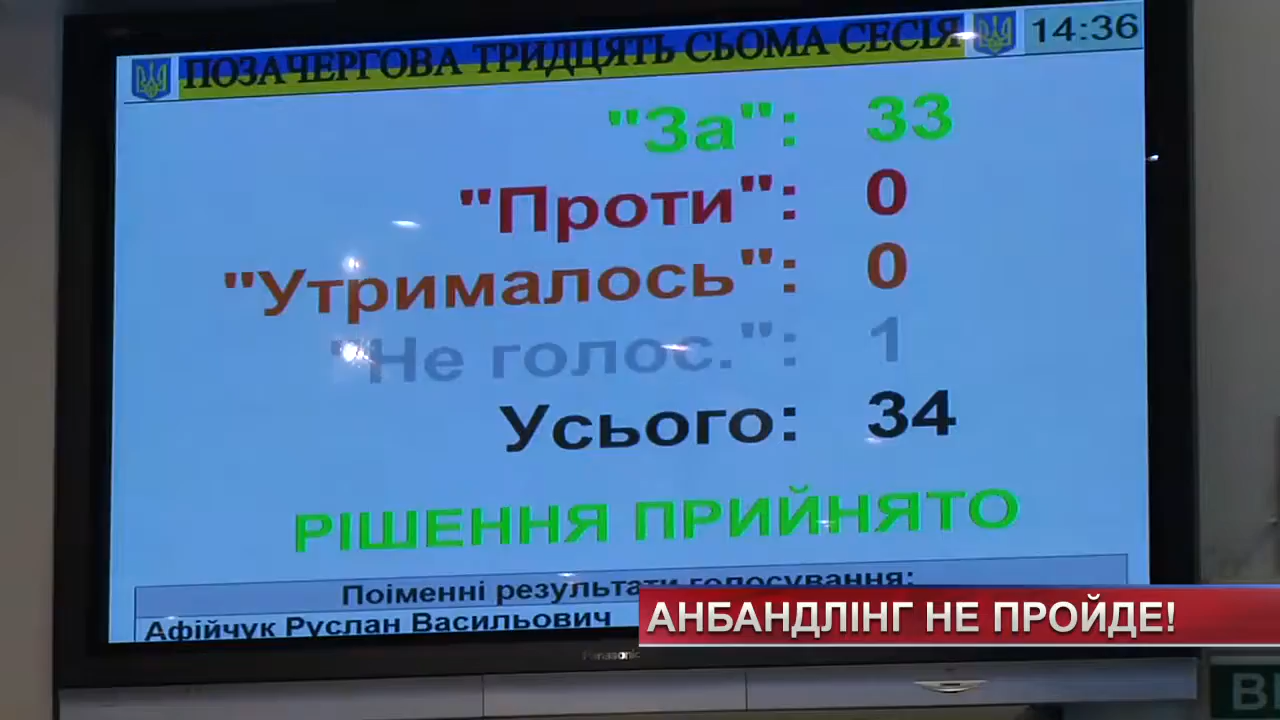 ПОЗАЧЕРГОВА ТРИДЦЯТЬ СЬОМА СЕСІЯ 14:36
"За": 33
"Проти": 0
"Утрималось": 0
"Не голос.": 1
Усього: 34
РІШЕННЯ ПРИЙНЯТО
Поіменні результати голосування:
Афійчук Руслан Васильович
АНБАНДЛІНГ НЕ ПРОЙДЕ!
Panasonic